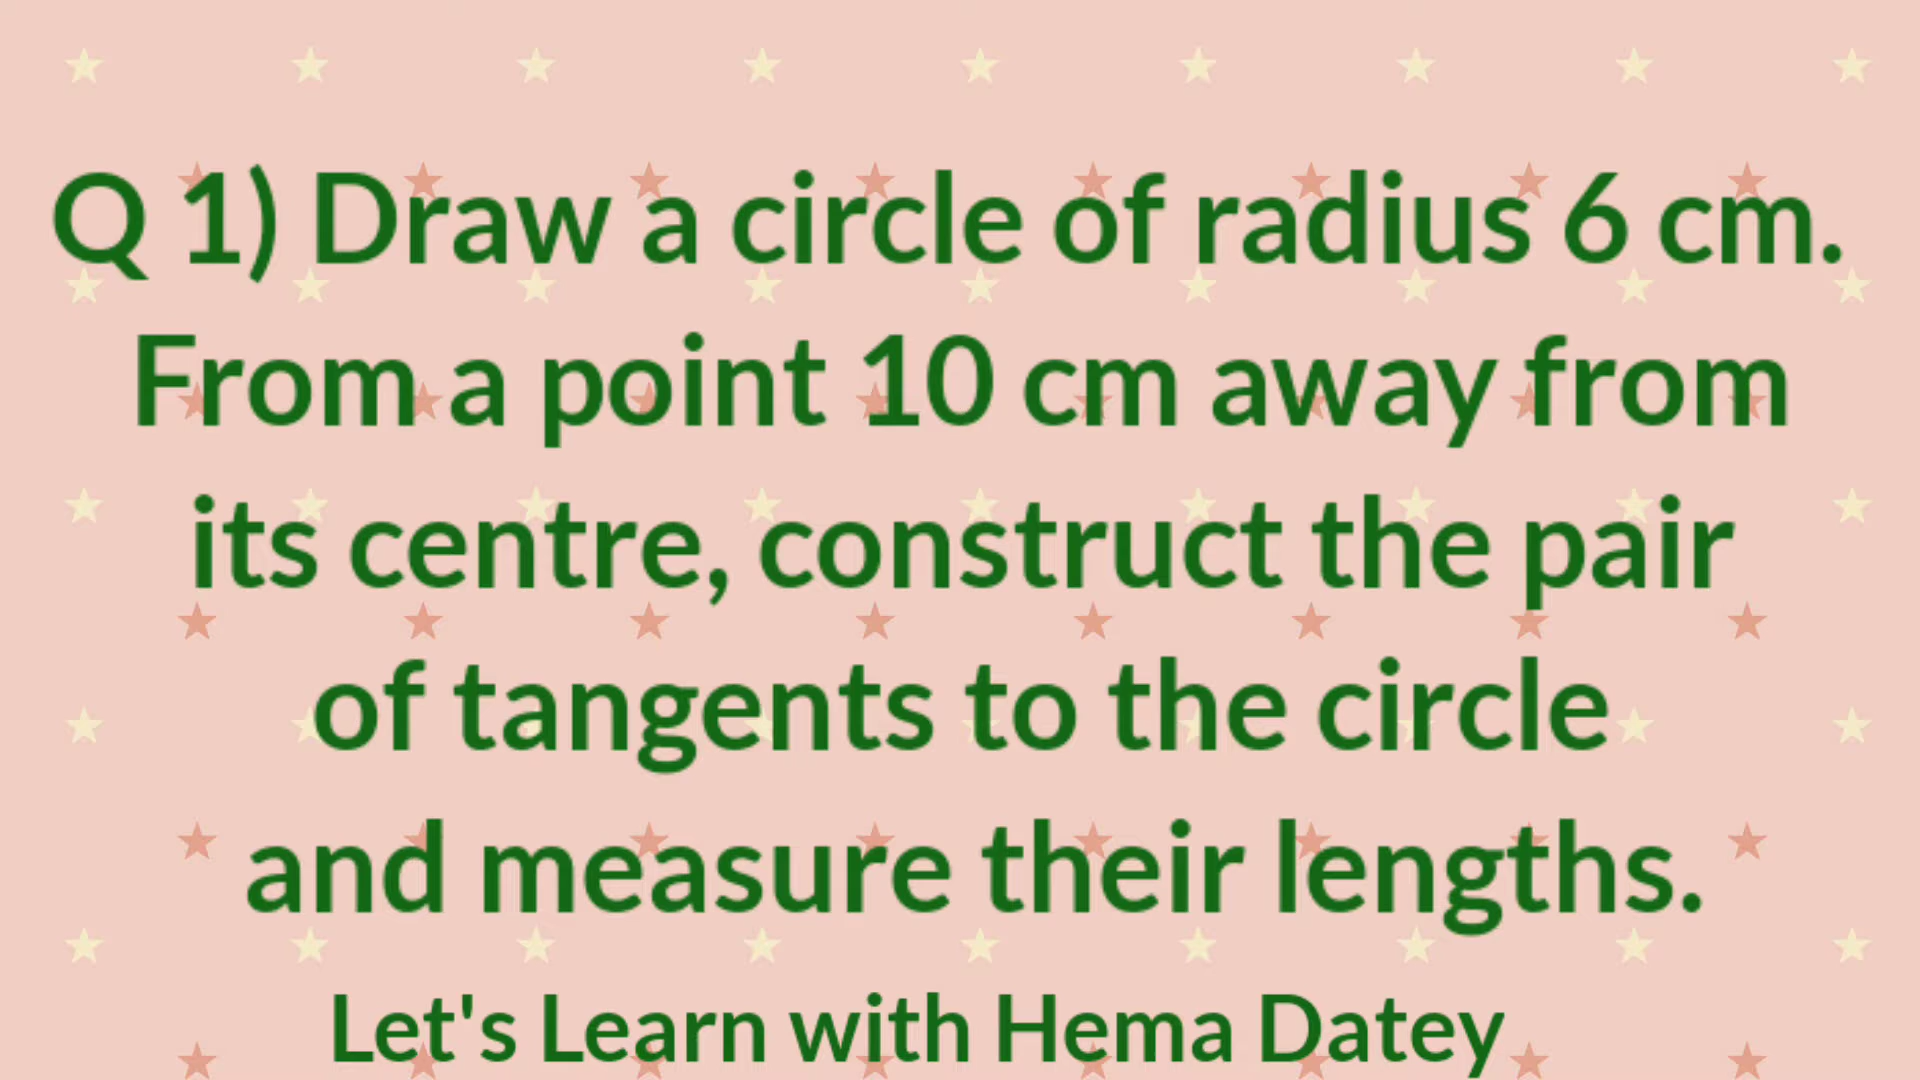 Q 1) Draw a circle of radius 6 cm.
From a point 10 cm away from
its centre, construct the pair
of tangents to the circle
and measure their lengths.
Let's Learn with Hema Datey